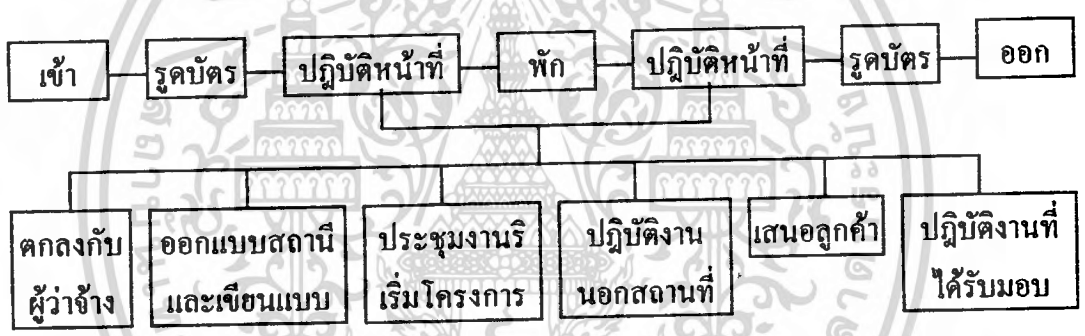 เข้า
รูดบัตร
ปฎิบัติหน้าที่
พัก
ปฎิบัติหน้าที่
รูดบัตร
ออก
ตกลงกับ
ผู้ว่าจ้าง
ออกแบบสถานี
และเขียนแบบ
ประชุมงานริ
เริ่มโครงการ
ปฎิบัติงาน
นอกสถานที่
เสนอลูกค้า
ปฎิบัติงานที่
ได้รับมอบ